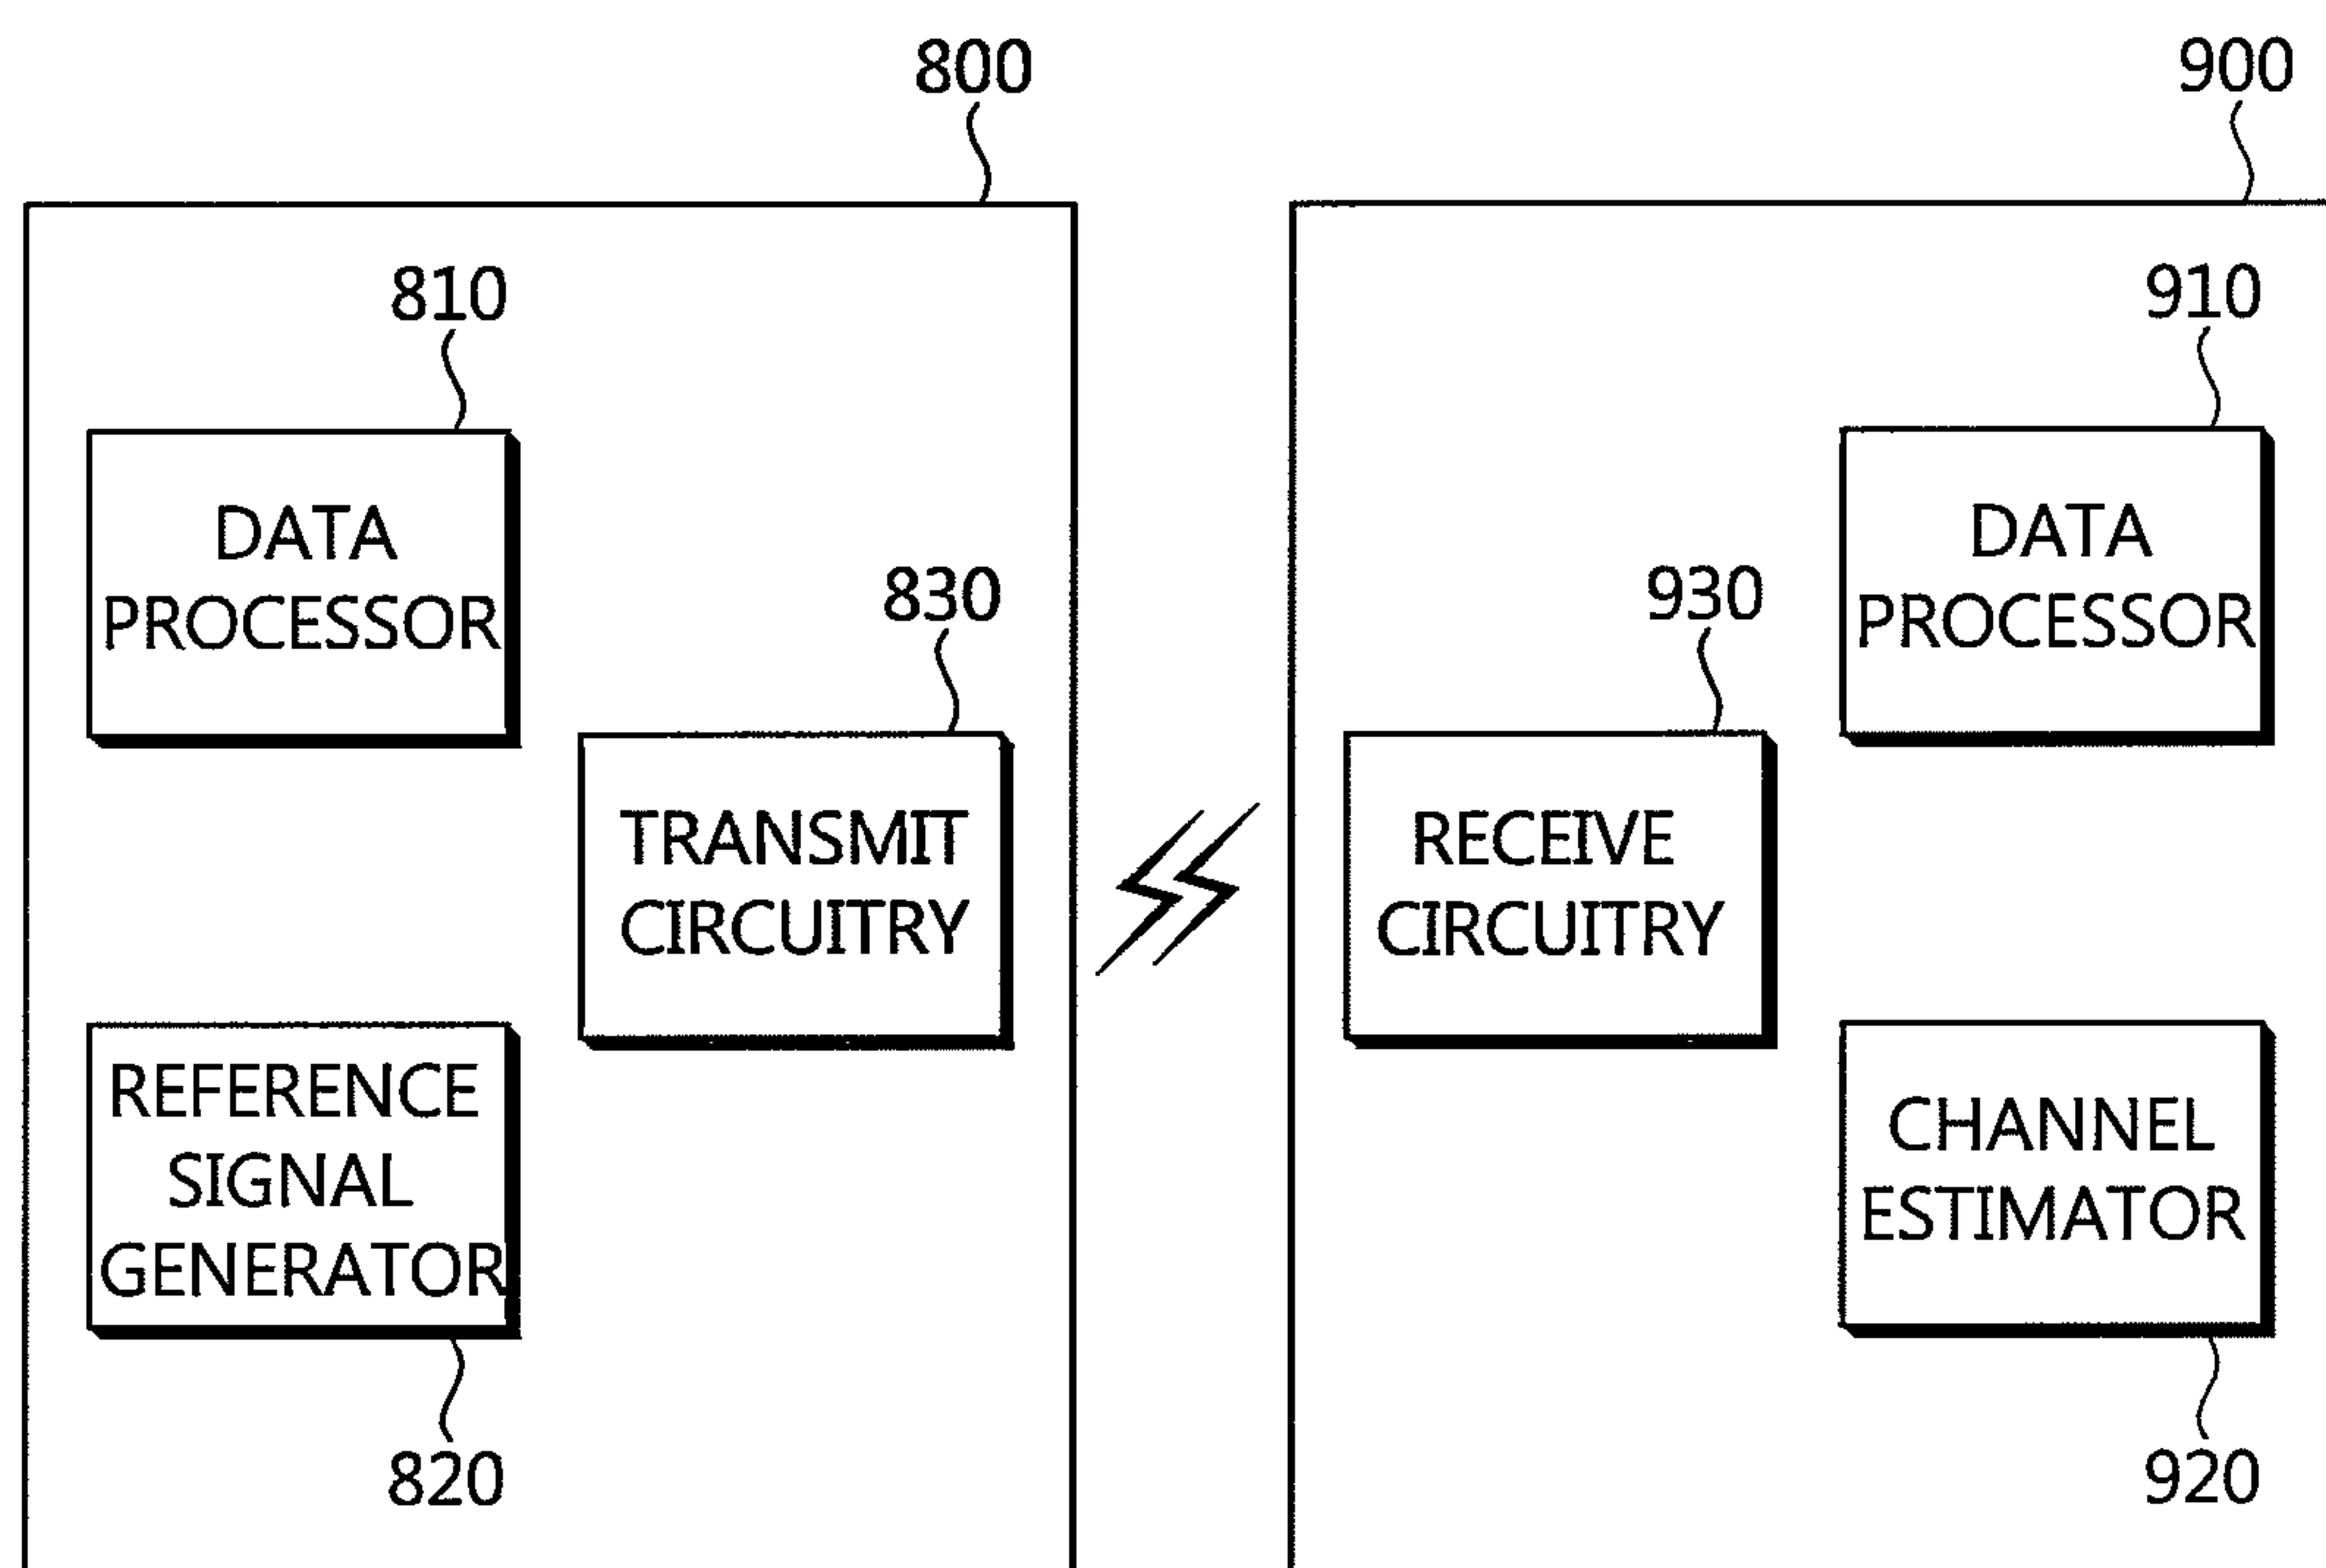 800
900
810
910
DATA
PROCESSOR
DATA
PROCESSOR
830
930
TRANSMIT
CIRCUITRY
RECEIVE
CIRCUITRY
REFERENCE
SIGNAL
GENERATOR
CHANNEL
ESTIMATOR
820
920